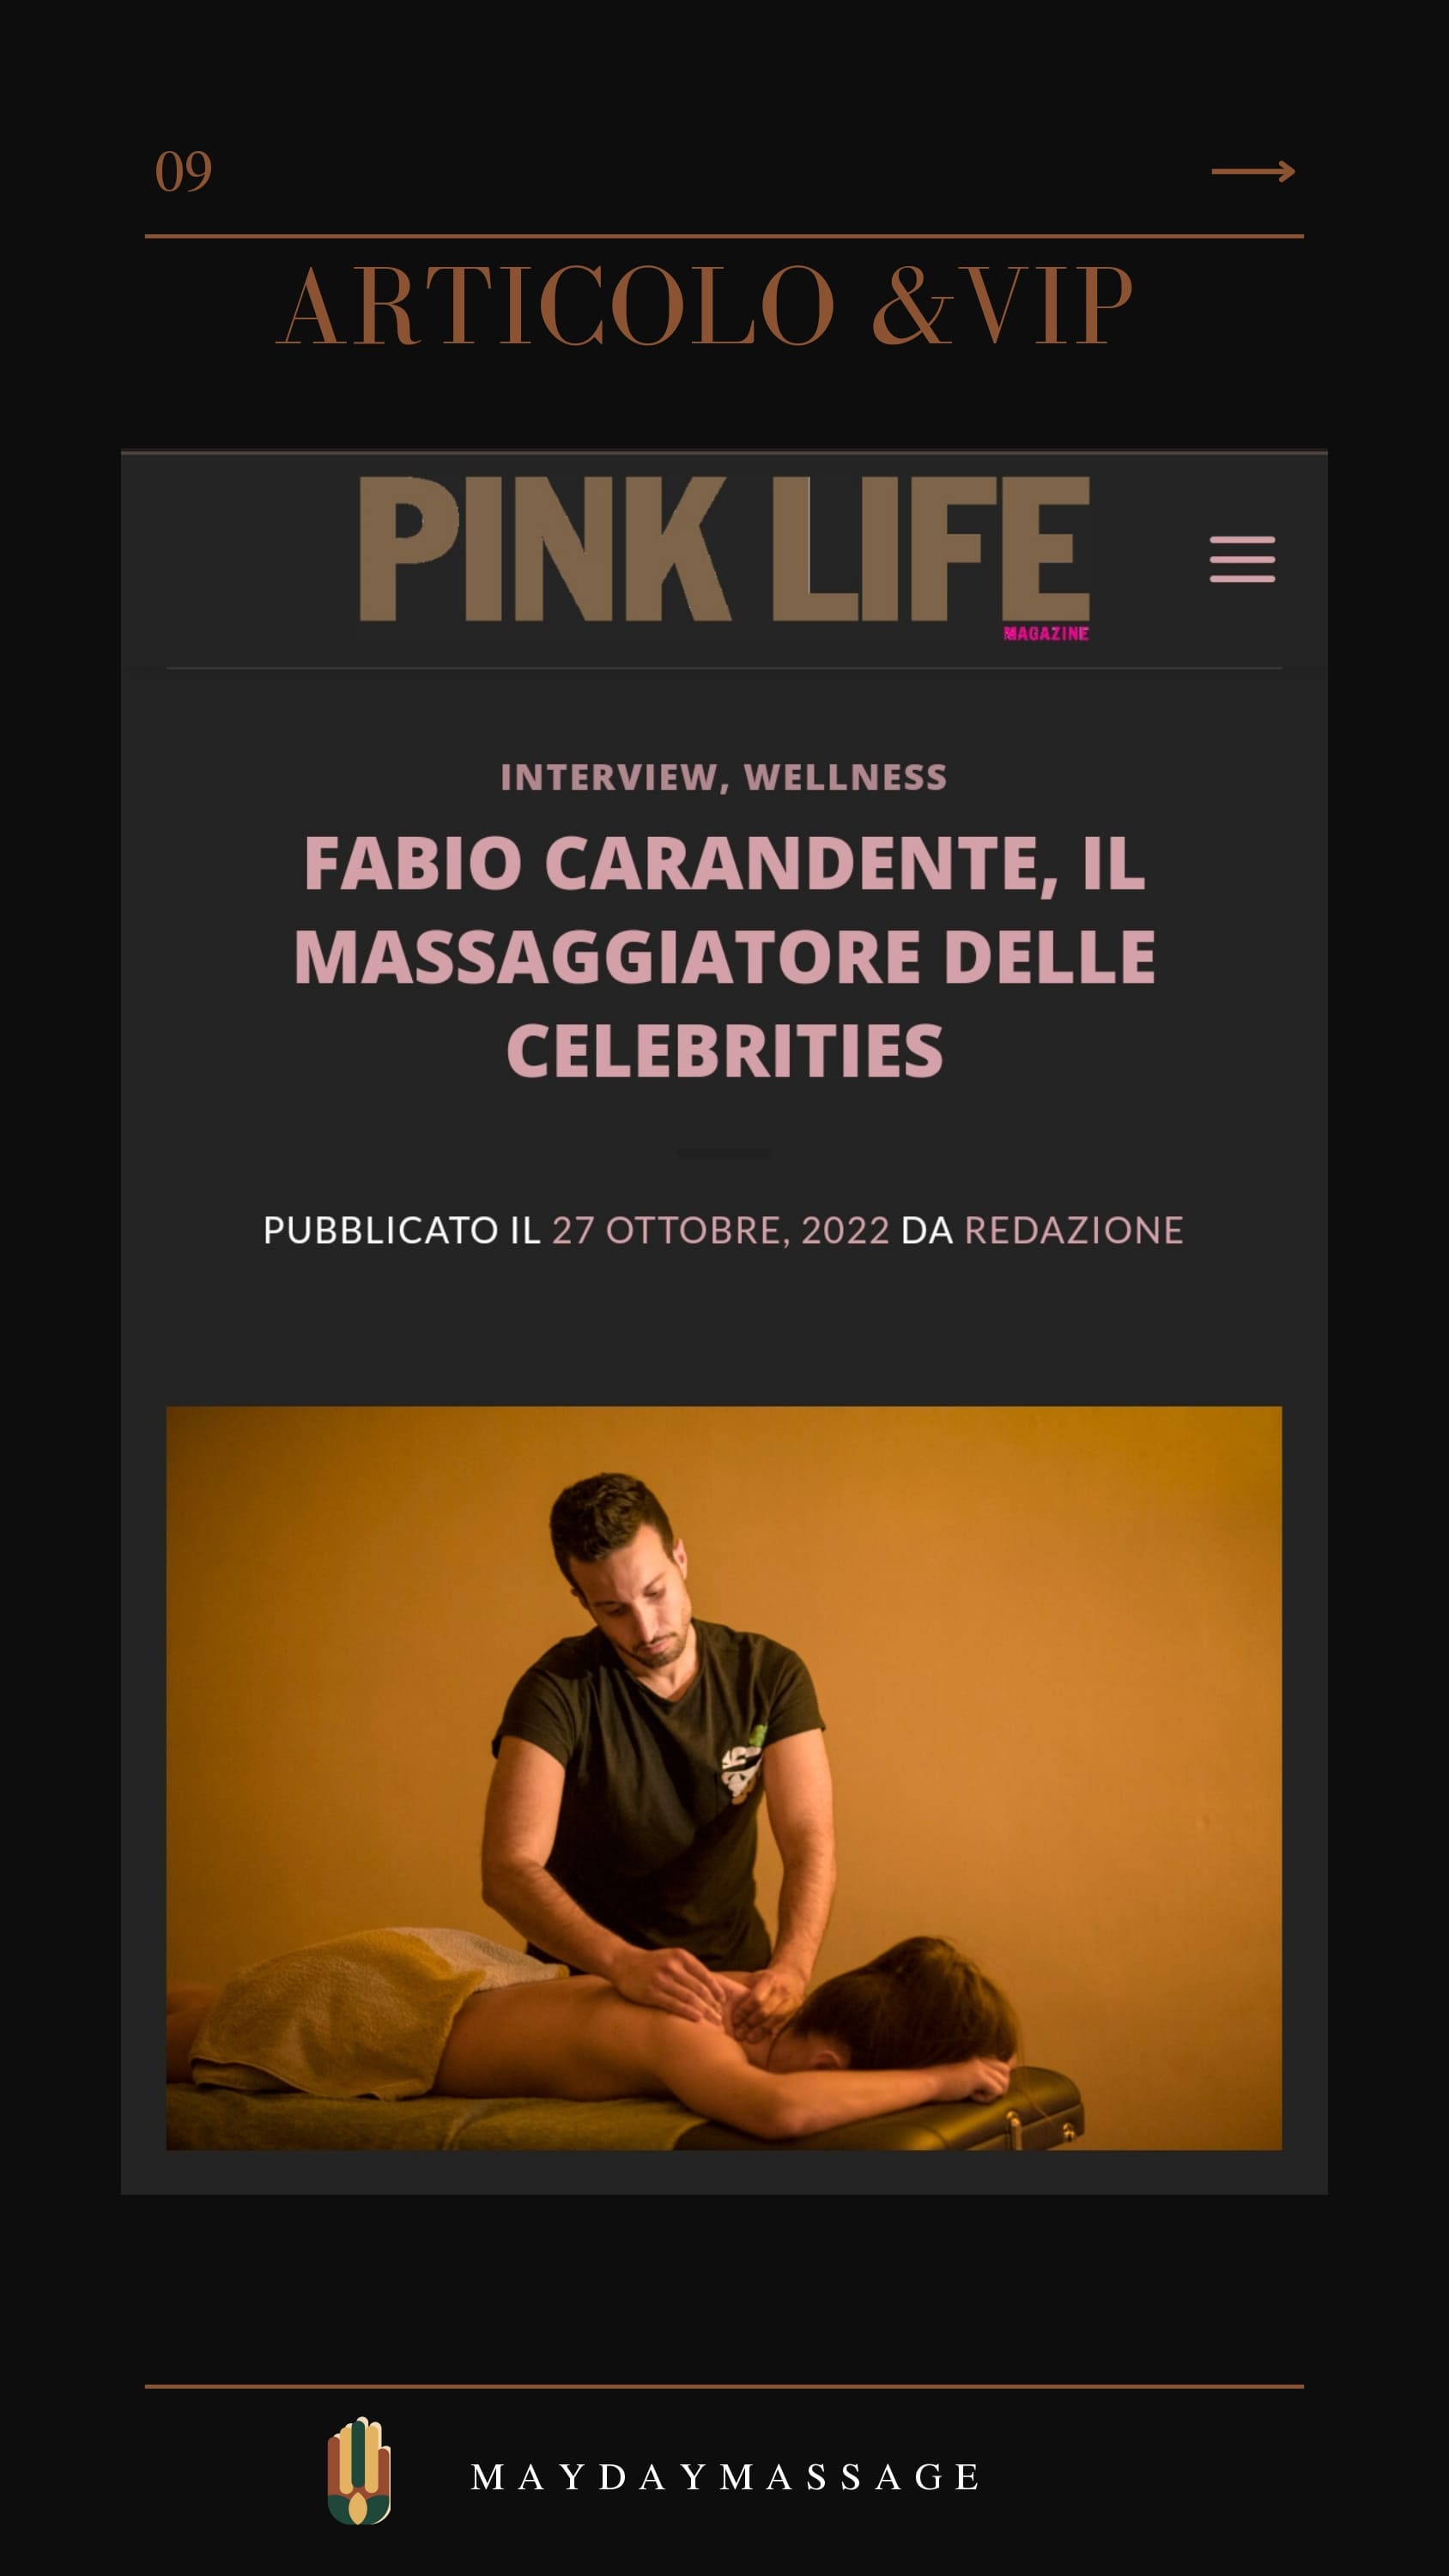 09
ARTICOLO &VIP
PINK LIFE
MAGAZINE
INTERVIEW, WELLNESS
FABIO CARANDENTE, IL
MASSAGGIATORE DELLE
CELEBRITIES
PUBBLICATO IL 27 OTTOBRE, 2022 DA REDAZIONE
MAYDAYMASSAGE